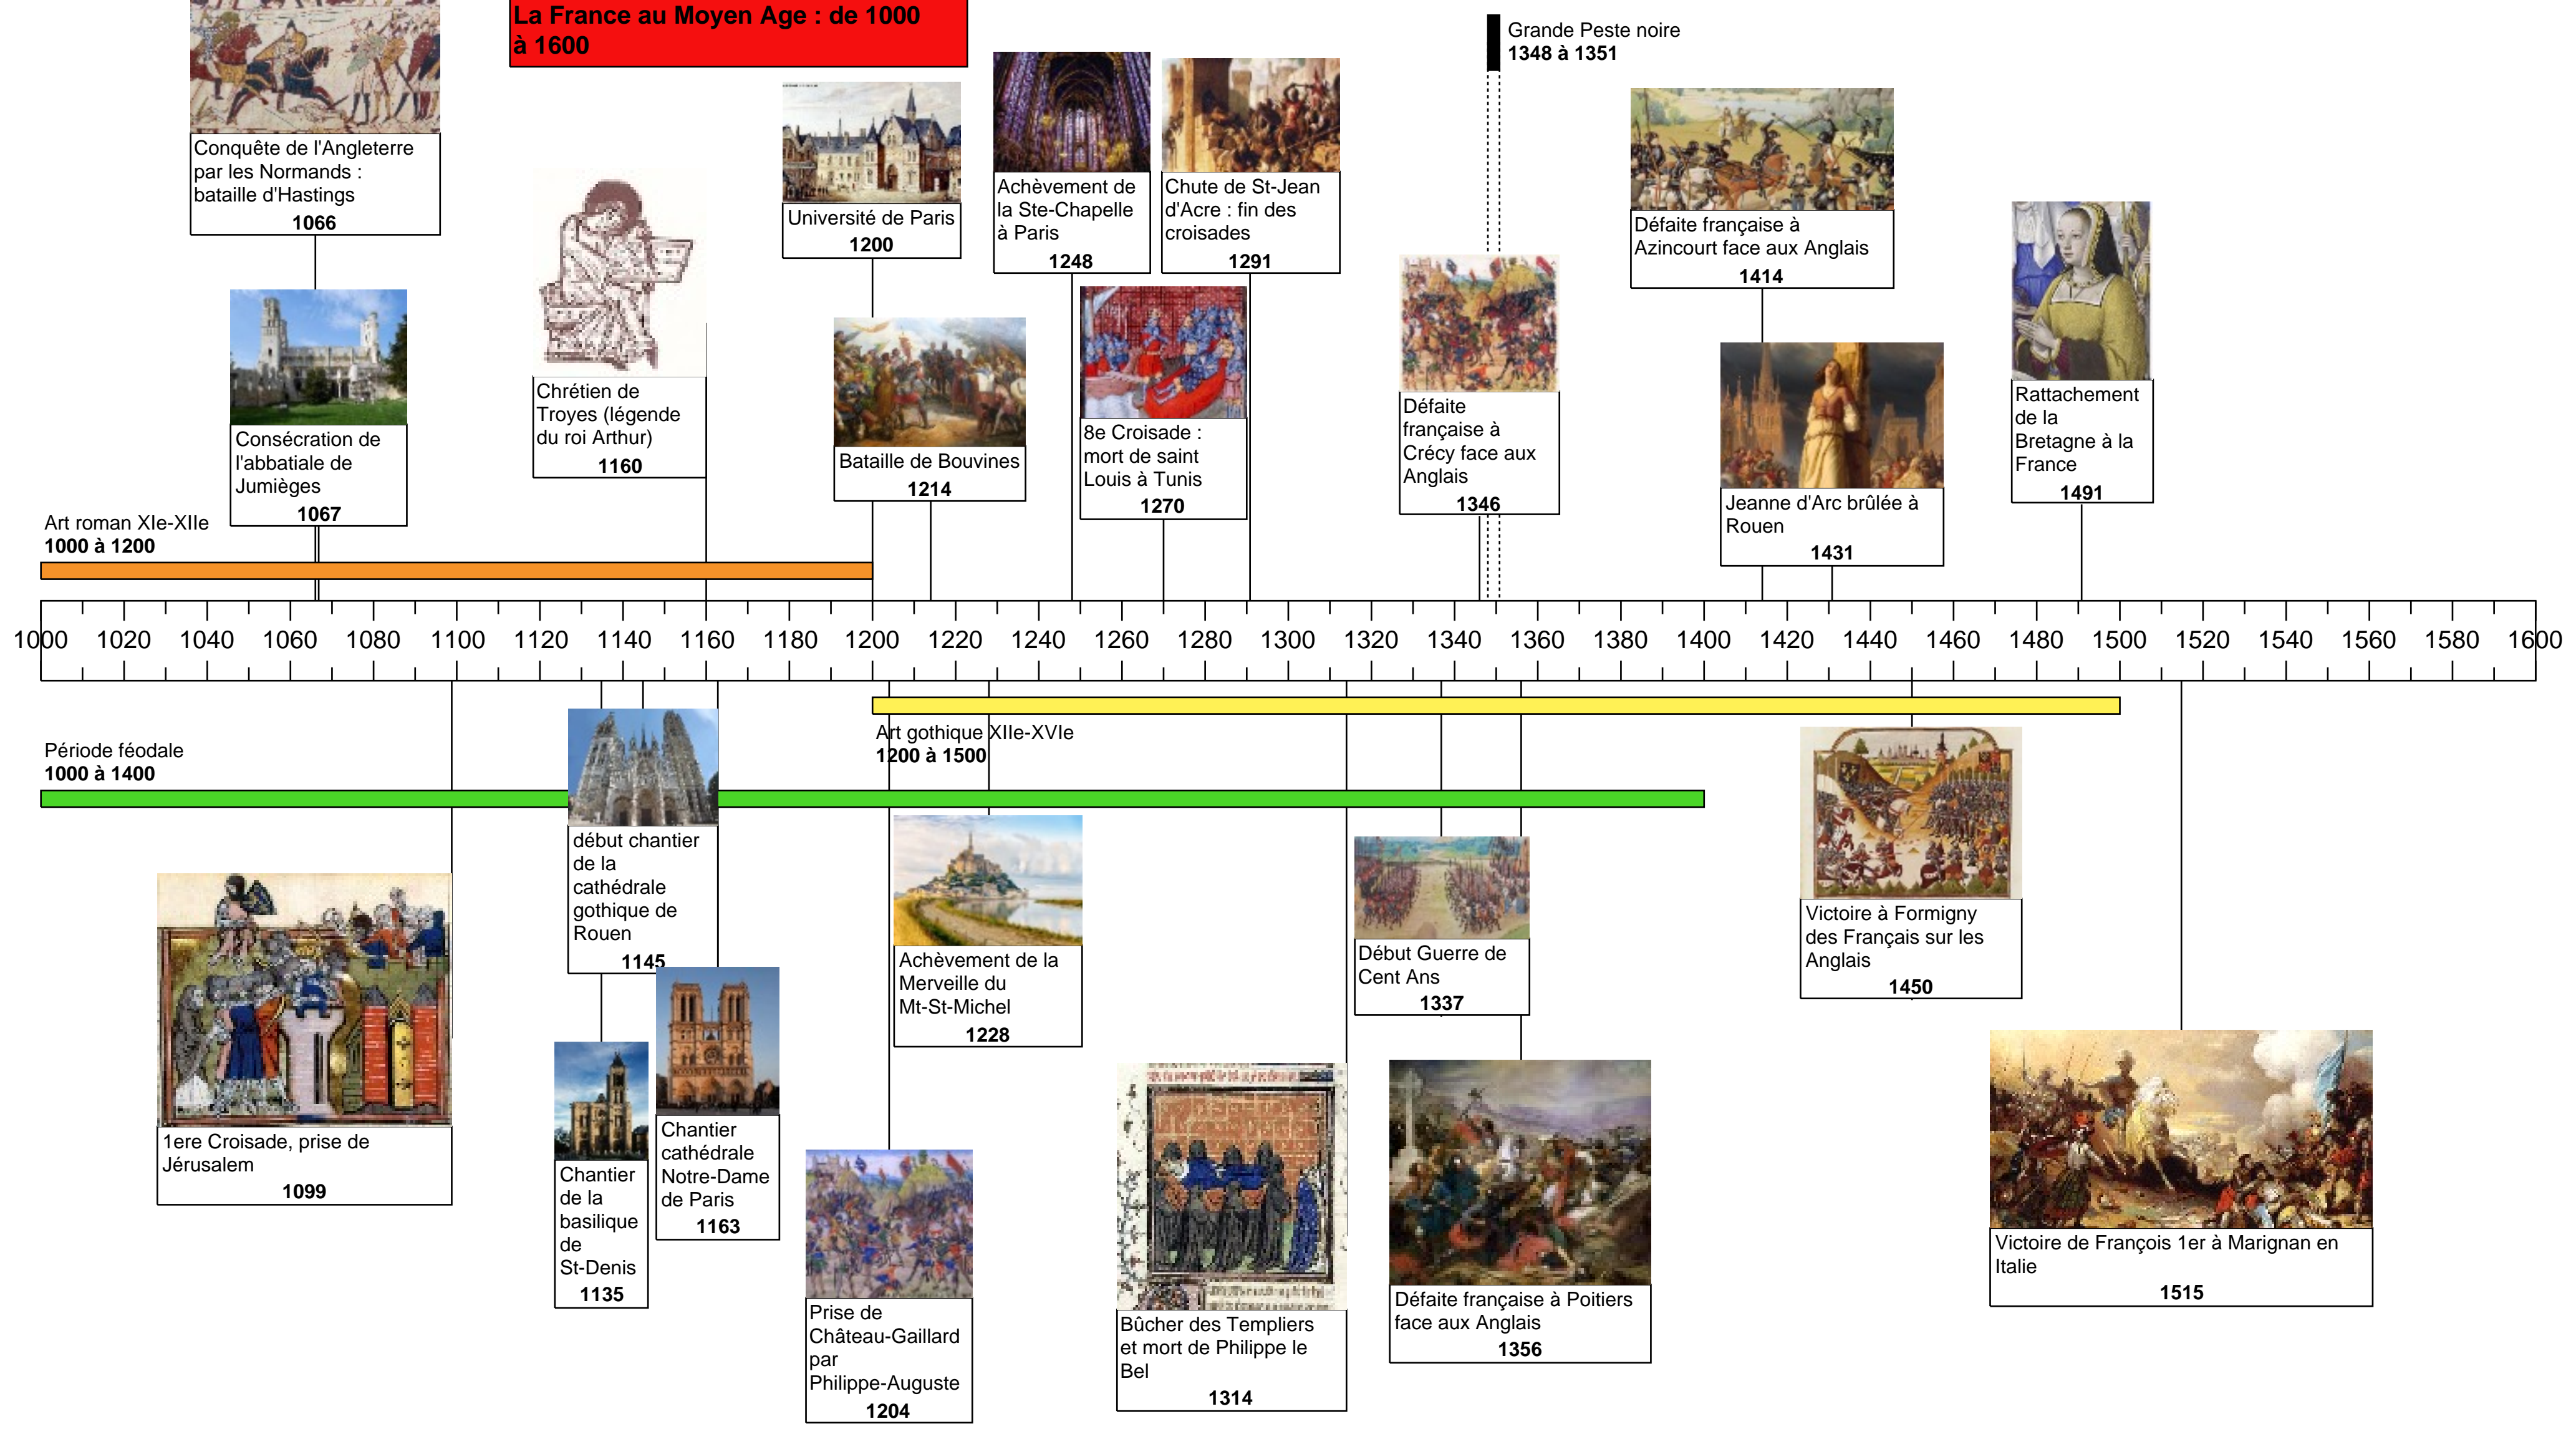 La France au Moyen Age : de 1000
à 1600
Grande Peste noire
1348 à 1351
Conquête de l'Angleterre
par les Normands :
bataille d'Hastings
1066
Université de Paris
1200
Achèvement de
la Ste-Chapelle
à Paris
1248
Chute de St-Jean
d'Acre : fin des
croisades
1291
Défaite française à
Azincourt face aux Anglais
1414
Consécration de
l'abbatiale de
Jumièges
1067
Chrétien de
Troyes (légende
du roi Arthur)
1160
Bataille de Bouvines
1214
8e Croisade :
mort de saint
Louis à Tunis
1270
Défaite
française à
Crécy face aux
Anglais
1346
Jeanne d'Arc brûlée à
Rouen
1431
Rattachement
de la
Bretagne à la
France
1491
Art roman XIe-XIIe
1000 à 1200
1000 1020 1040 1060 1080 1100 1120 1140 1160 1180 1200 1220 1240 1260 1280 1300 1320 1340 1360 1380 1400 1420 1440 1460 1480 1500 1520 1540 1560 1580 1600
Art gothique XIIe-XVIe
1200 à 1500
Période féodale
1000 à 1400
1ere Croisade, prise de
Jérusalem
1099
début chantier
de la
cathédrale
gothique de
Rouen
1145
Chantier
de la
basilique
de
St-Denis
1135
Chantier
cathédrale
Notre-Dame
de Paris
1163
Prise de
Château-Gaillard
par
Philippe-Auguste
1204
Achèvement de la
Merveille du
Mt-St-Michel
1228
Bûcher des Templiers
et mort de Philippe le
Bel
1314
Début Guerre de
Cent Ans
1337
Défaite française à Poitiers
face aux Anglais
1356
Victoire à Formigny
des Français sur les
Anglais
1450
Victoire de François 1er à Marignan en
Italie
1515